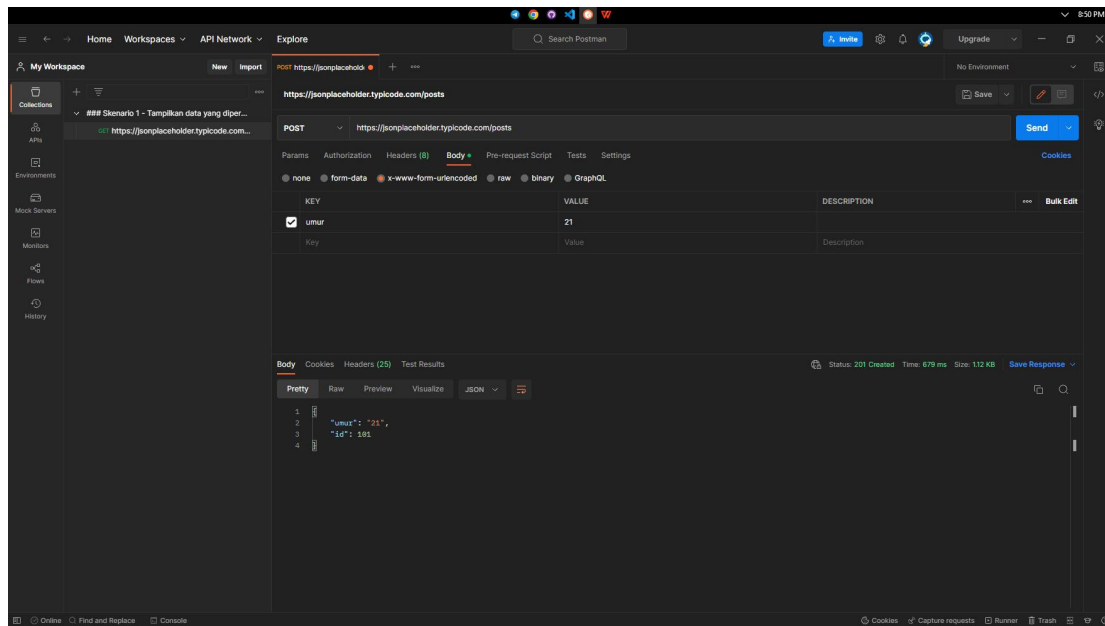 8:50 PM
Home Workspaces API Network Explore
Search Postman
Invite
Upgrade
My Workspace
New Import
POST https://jsonplacehold
No Environment
Collections
APIs
Environments
Mock Servers
Monitors
Flows
History
### Skenario 1 - Tampilkan data yang diper...
GET https://jsonplaceholder.typicode.com...
https://jsonplaceholder.typicode.com/posts
Save
POST https://jsonplaceholder.typicode.com/posts
Send
Params Authorization Headers (8) Body Pre-request Script Tests Settings
Cookies
none form-data x-www-form-urlencoded raw binary GraphQL
KEY VALUE DESCRIPTION Bulk Edit
umur 21
Key Value Description
Body Cookies Headers (25) Test Results
Status: 201 Created Time: 679 ms Size: 1.12 KB Save Response
Pretty Raw Preview Visualize JSON
1 {
2 "umur": "21",
3 "id": 101
4 }
Online Find and Replace Console
Cookies Capture requests Runner Trash